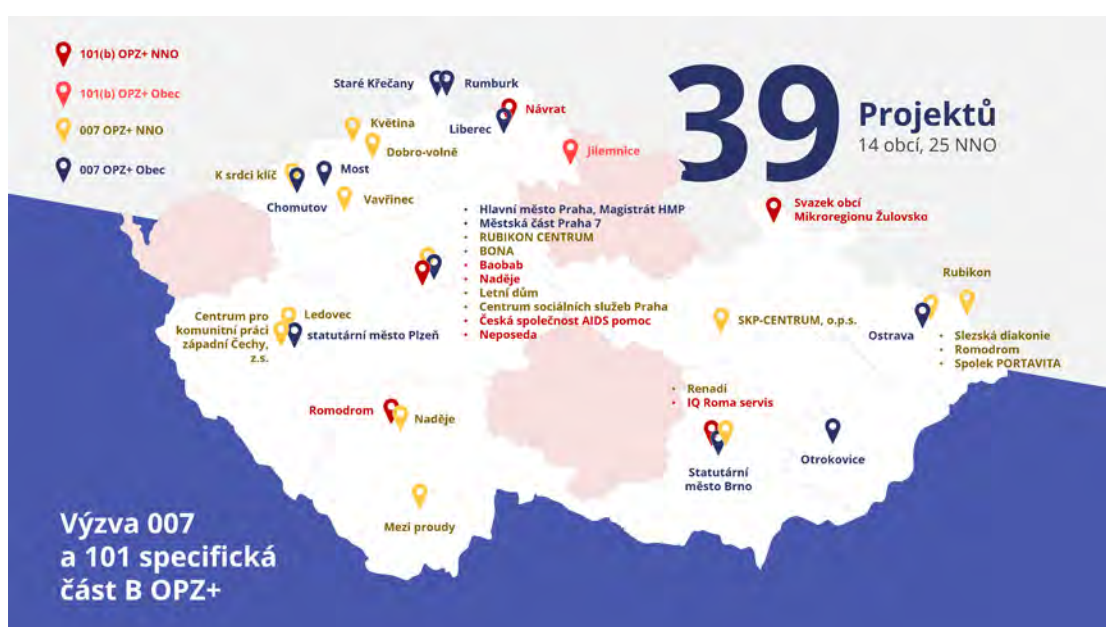 101(b) OPZ+ NNO
101(b) OPZ+ Obec
007 OPZ+ NNO
007 OPZ+ Obec
39
Projektů
14 obcí, 25 NNO
Staré Křečany
Rumburk
Návrat
Liberec
Květina
Dobro-volně
Jilemnice
K srdci klíč
Most
Chomutov
Vavřinec
Svazek obcí
Mikroregionu Žulovsko
• Hlavní město Praha, Magistrát HMP
• Městská část Praha 7
• RUBIKON CENTRUM
• BONA
• Baobab
• Naděje
• Letní dům
• Centrum sociálních služeb Praha
• Česká společnost AIDS pomoc
• Neposeda
Rubikon
Centrum pro
komunitní práci
západní Čechy,
z.s.
Ledovec
statutární město Plzeň
SKP-CENTRUM, o.p.s.
Ostrava
• Slezská diakonie
• Romodrom
• Spolek PORTAVITA
• Renadi
• IQ Roma servis
Romodrom
Naděje
Statutární
město Brno
Otrokovice
Mezi proudy
Výzva 007
a 101 specifická
část B OPZ+